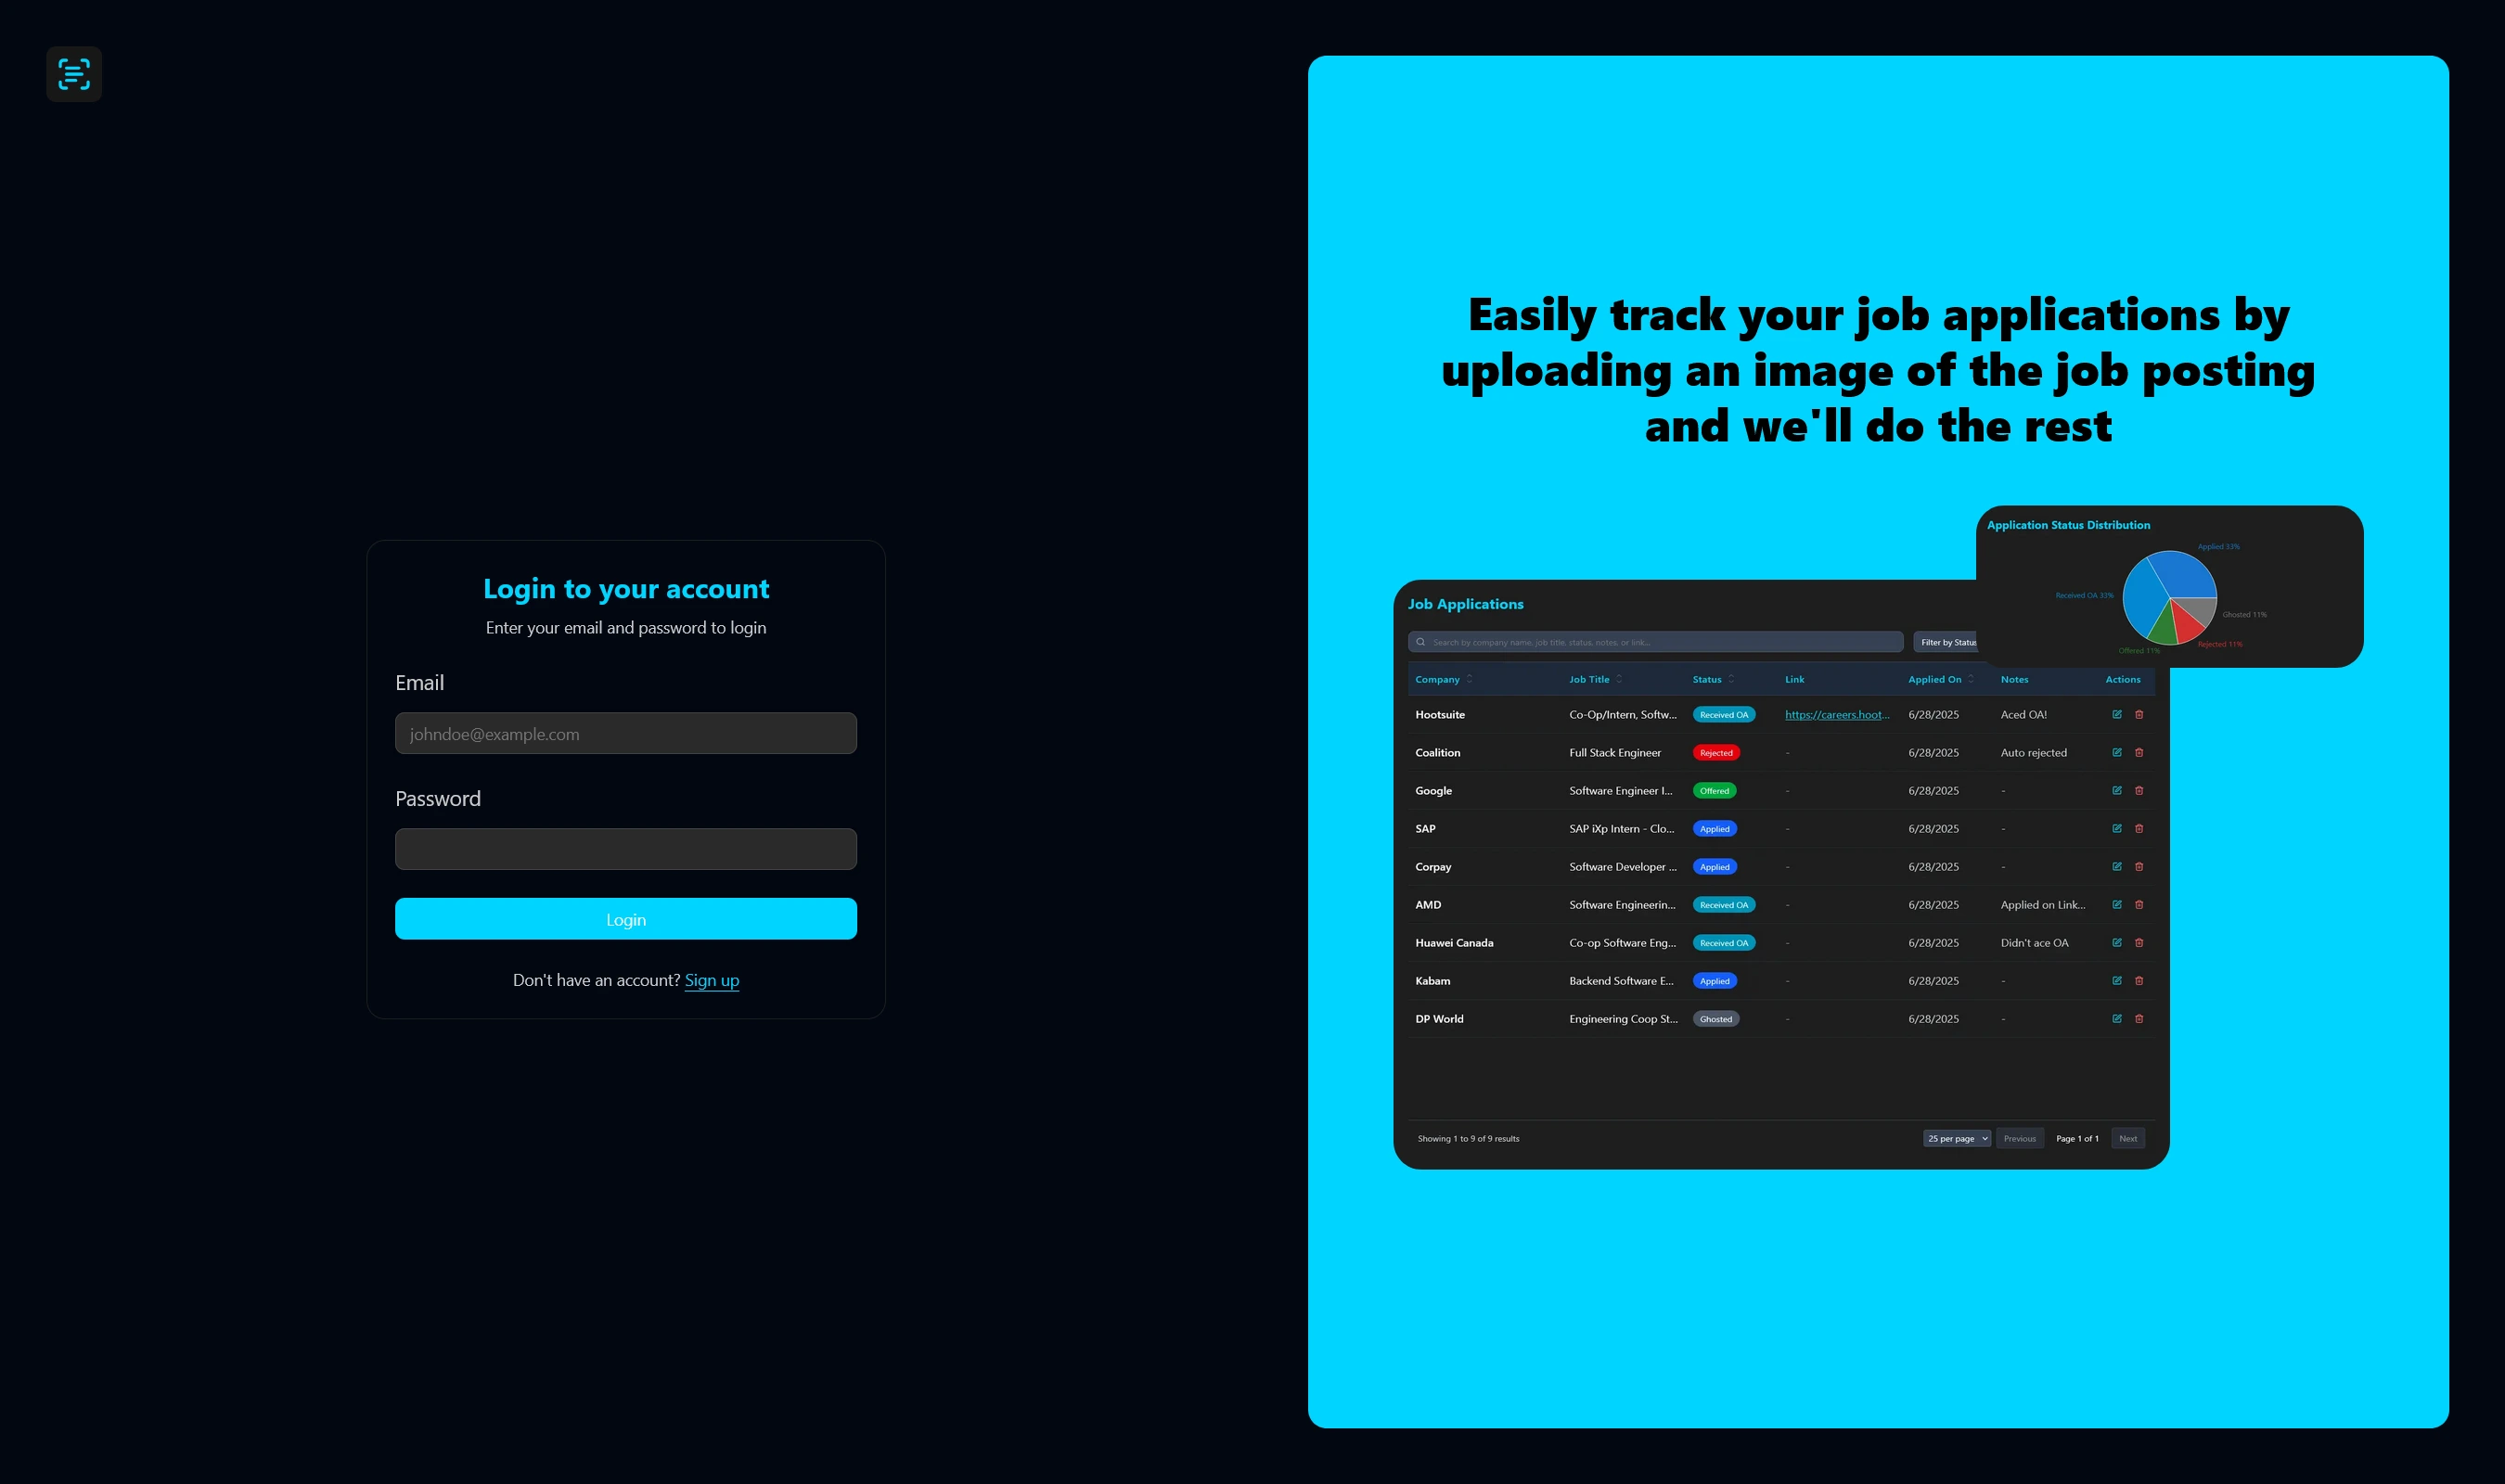 Login to your account
Enter your email and password to login
Email
johndoe@example.com
Password
Login
Don't have an account? Sign up
Easily track your job applications by
uploading an image of the job posting
and we'll do the rest
Application Status Distribution
Applied 33%
Received OA 33%
Ghosted 11%
Rejected 11%
Offered 11%
Job Applications
Search by company name, job title, status, notes, or link...
Filter by Status
Company Job Title Status Link Applied On Notes Actions
Hootsuite Co-Op/Intern, Softw... Received OA https://careers.hoot... 6/28/2025 Aced OA!
Coalition Full Stack Engineer Rejected - 6/28/2025 Auto rejected
Google Software Engineer I... Offered - 6/28/2025 -
SAP SAP iXp Intern - Clo... Applied - 6/28/2025 -
Corpay Software Developer ... Applied - 6/28/2025 -
AMD Software Engineerin... Received OA - 6/28/2025 Applied on Link...
Huawei Canada Co-op Software Eng... Received OA - 6/28/2025 Didn't ace OA
Kabam Backend Software E... Applied - 6/28/2025 -
DP World Engineering Coop St... Ghosted - 6/28/2025 -
Showing 1 to 9 of 9 results
25 per page Previous Page 1 of 1 Next